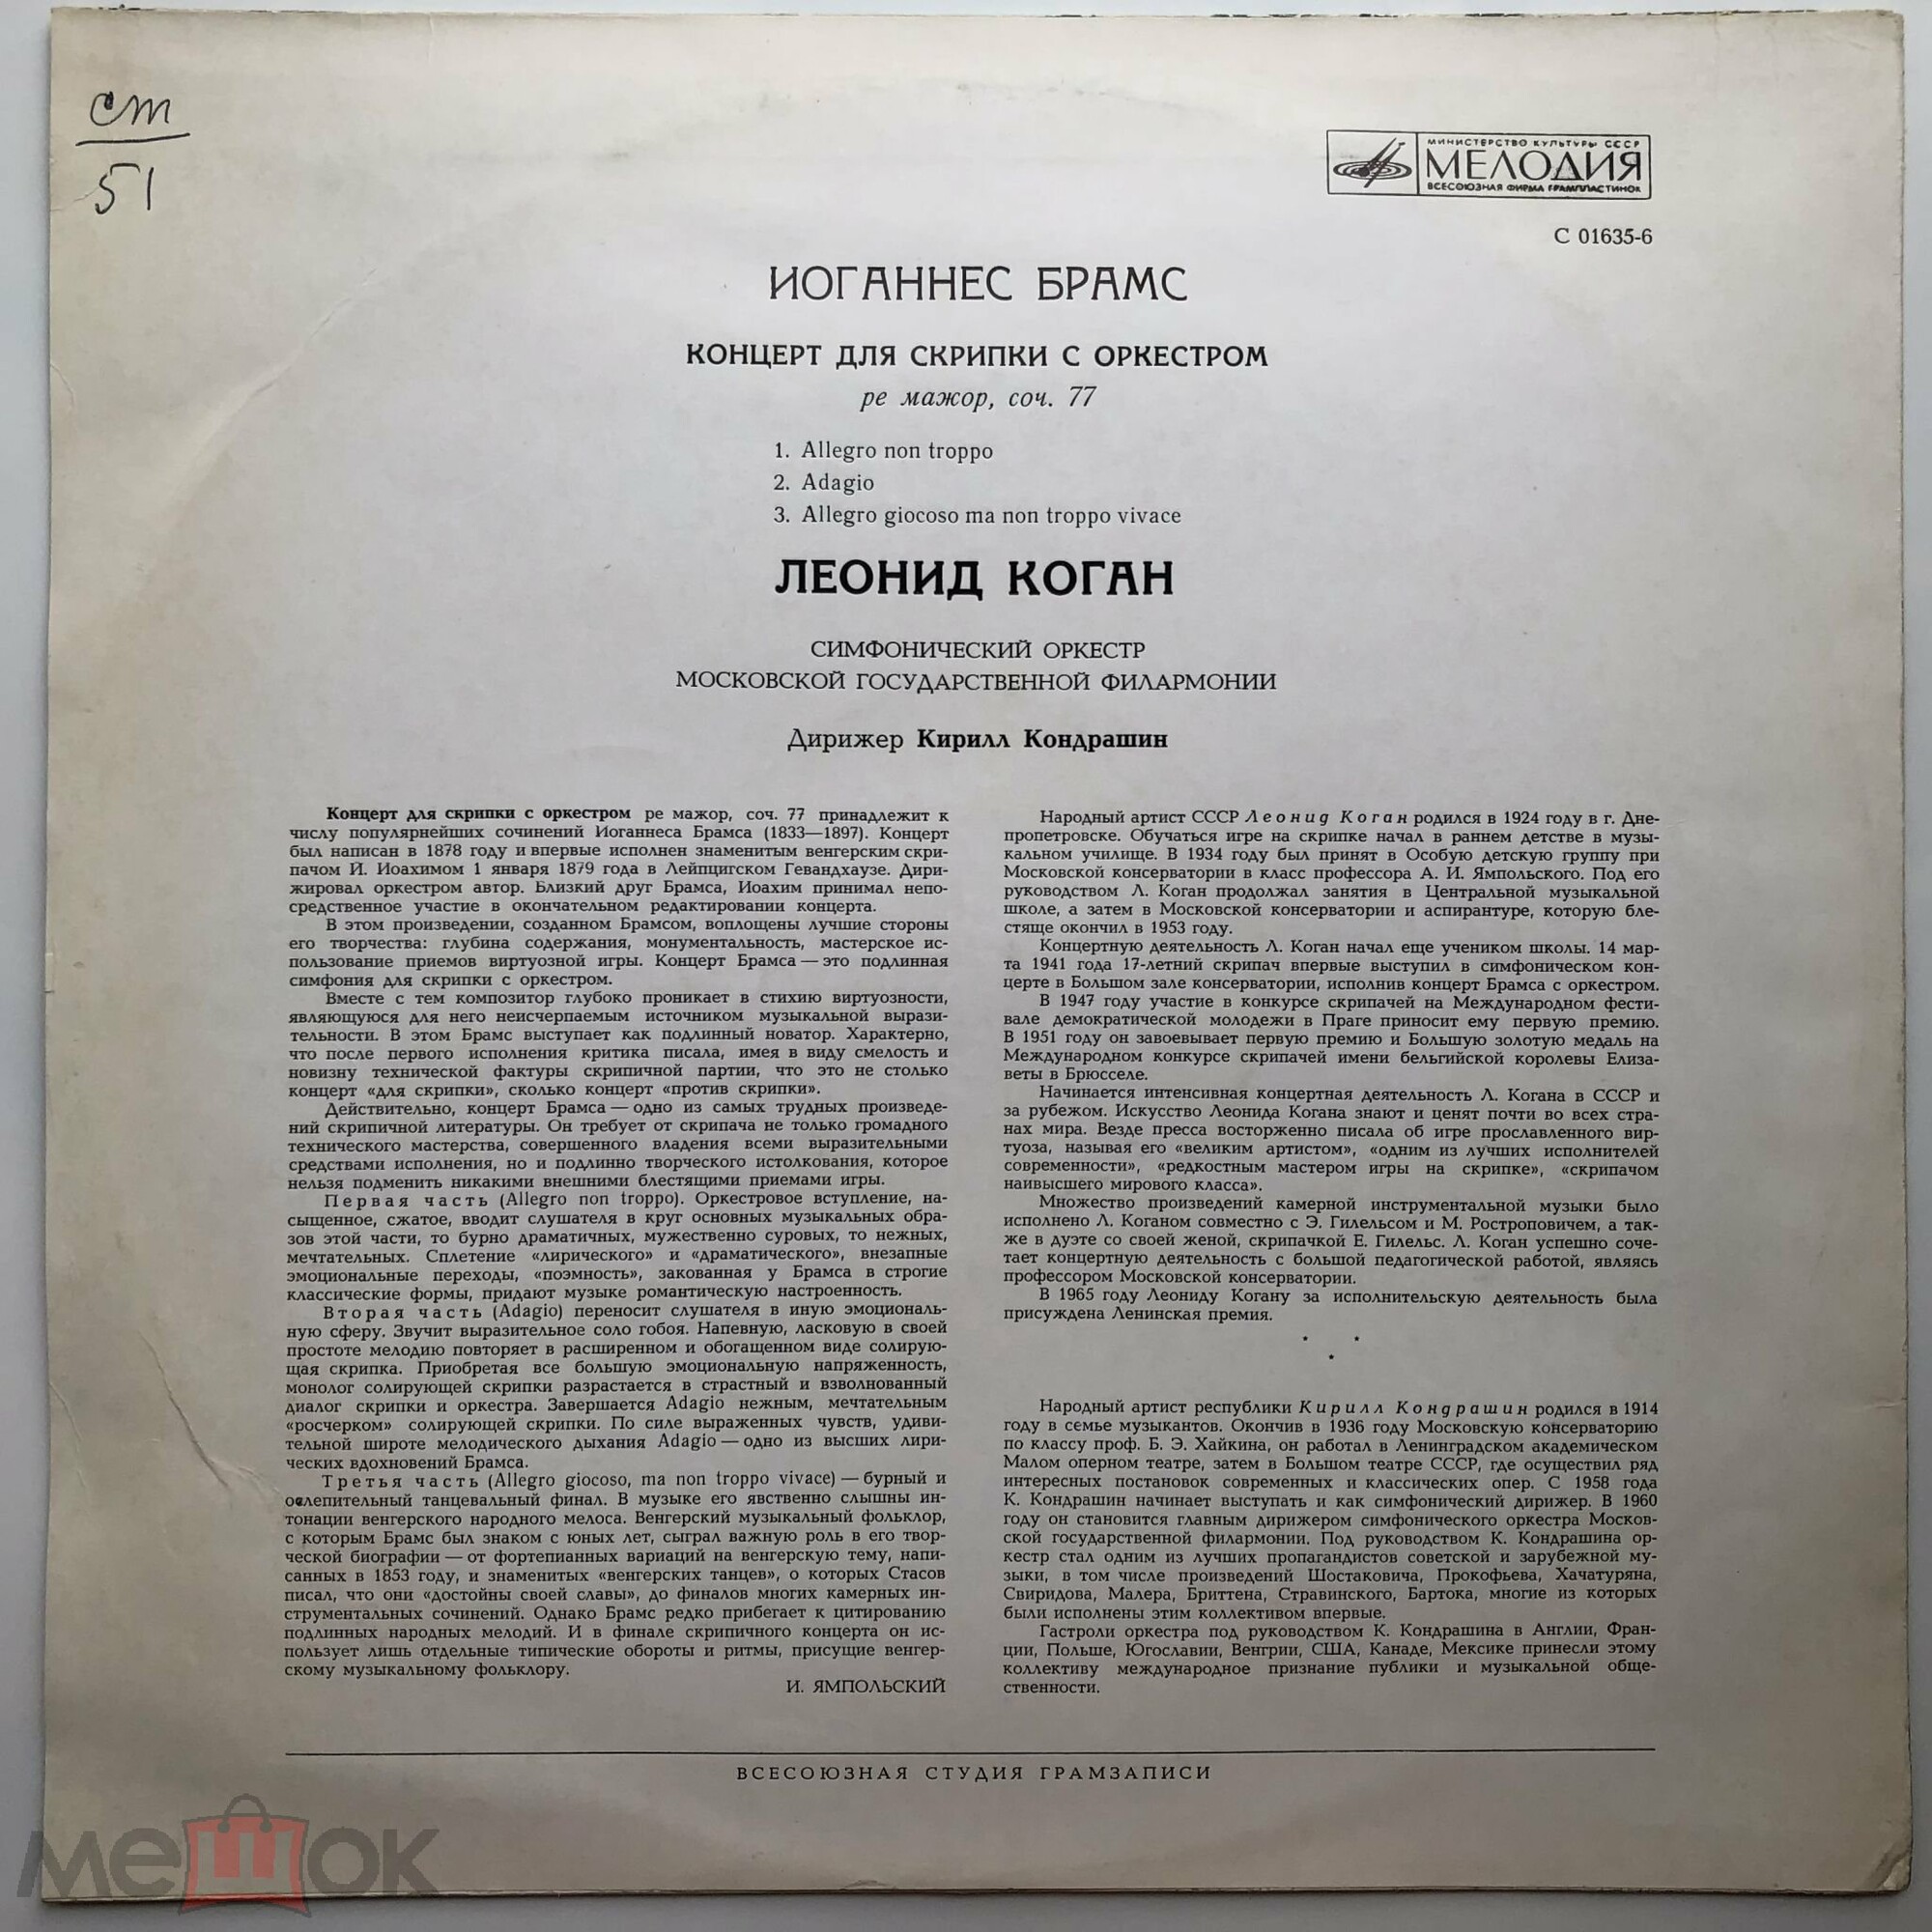 ст
51
МИНИСТЕРСТВО КУЛЬТУРЫ СССР
МЕЛОДИЯ
ВСЕСОЮЗНАЯ ФИРМА ГРАМПЛАСТИНОК
С 01635-6
ИОГАННЕС БРАМС
КОНЦЕРТ ДЛЯ СКРИПКИ С ОРКЕСТРОМ
ре мажор, соч. 77
1. Allegro non troppo
2. Adagio
3. Allegro giocoso ma non troppo vivace
ЛЕОНИД КОГАН
СИМФОНИЧЕСКИЙ ОРКЕСТР
МОСКОВСКОЙ ГОСУДАРСТВЕННОЙ ФИЛАРМОНИИ
Дирижер Кирилл Кондрашин
Концерт для скрипки с оркестром ре мажор, соч. 77 принадлежит к
числу популярнейших сочинений Иоганнеса Брамса (1833—1897). Концерт
был написан в 1878 году и впервые исполнен знаменитым венгерским скри-
пачом Й. Иоахимом 1 января 1879 года в Лейпцигском Гевандхаузе. Дири-
жировал оркестром автор. Близкий друг Брамса, Иоахим принимал непо-
средственное участие в окончательном редактировании концерта.
В этом произведении, созданном Брамсом, воплощены лучшие стороны
его творчества: глубина содержания, монументальность, мастерское ис-
пользование приемов виртуозной игры. Концерт Брамса — это подлинная
симфония для скрипки с оркестром.
Вместе с тем композитор глубоко проникает в стихию виртуозности,
являющуюся для него неисчерпаемым источником музыкальной вырази-
тельности. В этом Брамс выступает как подлинный новатор. Характерно,
что после первого исполнения критика писала, имея в виду смелость и
новизну технической фактуры скрипичной партии, что это не столько
концерт «для скрипки», сколько концерт «против скрипки».
Действительно, концерт Брамса — одно из самых трудных произведе-
ний скрипичной литературы. Он требует от скрипача не только громадного
технического мастерства, совершенного владения всеми выразительными
средствами исполнения, но и подлинно творческого истолкования, которое
нельзя подменить никакими внешними блестящими приемами игры.
Первая часть (Allegro non troppo). Оркестровое вступление, на-
сыщенное, сжатое, вводит слушателя в круг основных музыкальных обра-
зов этой части, то бурно драматичных, мужественно суровых, то нежных,
мечтательных. Сплетение «лирического» и «драматического», внезапные
эмоциональные переходы, «поэмность», закованная у Брамса в строгие
классические формы, придают музыке романтическую настроенность.
Вторая часть (Adagio) переносит слушателя в иную эмоциональ-
ную сферу. Звучит выразительное соло гобоя. Напевную, ласковую в своей
простоте мелодию повторяет в расширенном и обогащенном виде солирую-
щая скрипка. Приобретая все большую эмоциональную напряженность,
монолог солирующей скрипки разрастается в страстный и взволнованный
диалог скрипки и оркестра. Завершается Adagio нежным, мечтательным
«росчерком» солирующей скрипки. По силе выраженных чувств, удиви-
тельной широте мелодического дыхания Adagio — одно из высших лири-
ческих вдохновений Брамса.
Третья часть (Allegro giocoso, ma non troppo vivace) — бурный и
ослепительный танцевальный финал. В музыке его явственно слышны ин-
тонации венгерского народного мелоса. Венгерский музыкальный фольклор,
с которым Брамс был знаком с юных лет, сыграл важную роль в его твор-
ческой биографии — от фортепианных вариаций на венгерскую тему, напи-
санных в 1853 году, и знаменитых «венгерских танцев», о которых Стасов
писал, что они «достойны своей славы», до финалов многих камерных ин-
струментальных сочинений. Однако Брамс редко прибегает к цитированию
подлинных народных мелодий. И в финале скрипичного концерта он ис-
пользует лишь отдельные типические обороты и ритмы, присущие венгер-
скому музыкальному фольклору.
И. ЯМПОЛЬСКИЙ
Народный артист СССР Леонид Коган родился в 1924 году в г. Дне-
пропетровске. Обучаться игре на скрипке начал в раннем детстве в музы-
кальном училище. В 1934 году был принят в Особую детскую группу при
Московской консерватории в класс профессора А. И. Ямпольского. Под его
руководством Л. Коган продолжал занятия в Центральной музыкальной
школе, а затем в Московской консерватории и аспирантуре, которую бле-
стяще окончил в 1953 году.
Концертную деятельность Л. Коган начал еще учеником школы. 14 мар-
та 1941 года 17-летний скрипач впервые выступил в симфоническом кон-
церте в Большом зале консерватории, исполнив концерт Брамса с оркестром.
В 1947 году участие в конкурсе скрипачей на Международном фести-
вале демократической молодежи в Праге приносит ему первую премию.
В 1951 году он завоевывает первую премию и Большую золотую медаль на
Международном конкурсе скрипачей имени бельгийской королевы Елиза-
веты в Брюсселе.
Начинается интенсивная концертная деятельность Л. Когана в СССР и
за рубежом. Искусство Леонида Когана знают и ценят почти во всех стра-
нах мира. Везде пресса восторженно писала об игре прославленного вир-
туоза, называя его «великим артистом», «одним из лучших исполнителей
современности», «редкостным мастером игры на скрипке», «скрипачом
наивысшего мирового класса».
Множество произведений камерной инструментальной музыки было
исполнено Л. Коганом совместно с Э. Гилельсом и М. Ростроповичем, а так-
же в дуэте со своей женой, скрипачкой Е. Гилельс. Л. Коган успешно соче-
тает концертную деятельность с большой педагогической работой, являясь
профессором Московской консерватории.
В 1965 году Леониду Когану за исполнительскую деятельность была
присуждена Ленинская премия.
* *
*
Народный артист республики Кирилл Кондрашин родился в 1914
году в семье музыкантов. Окончив в 1936 году Московскую консерваторию
по классу проф. Б. Э. Хайкина, он работал в Ленинградском академическом
Малом оперном театре, затем в Большом театре СССР, где осуществил ряд
интересных постановок современных и классических опер. С 1958 года
К. Кондрашин начинает выступать и как симфонический дирижер. В 1960
году он становится главным дирижером симфонического оркестра Москов-
ской государственной филармонии. Под руководством К. Кондрашина ор-
кестр стал одним из лучших пропагандистов советской и зарубежной му-
зыки, в том числе произведений Шостаковича, Прокофьева, Хачатуряна,
Свиридова, Малера, Бриттена, Стравинского, Бартока, многие из которых
были исполнены этим коллективом впервые.
Гастроли оркестра под руководством К. Кондрашина в Англии, Фран-
ции, Польше, Югославии, Венгрии, США, Канаде, Мексике принесли этому
коллективу международное признание публики и музыкальной обще-
ственности.
ВСЕСОЮЗНАЯ СТУДИЯ ГРАМЗАПИСИ
мешок